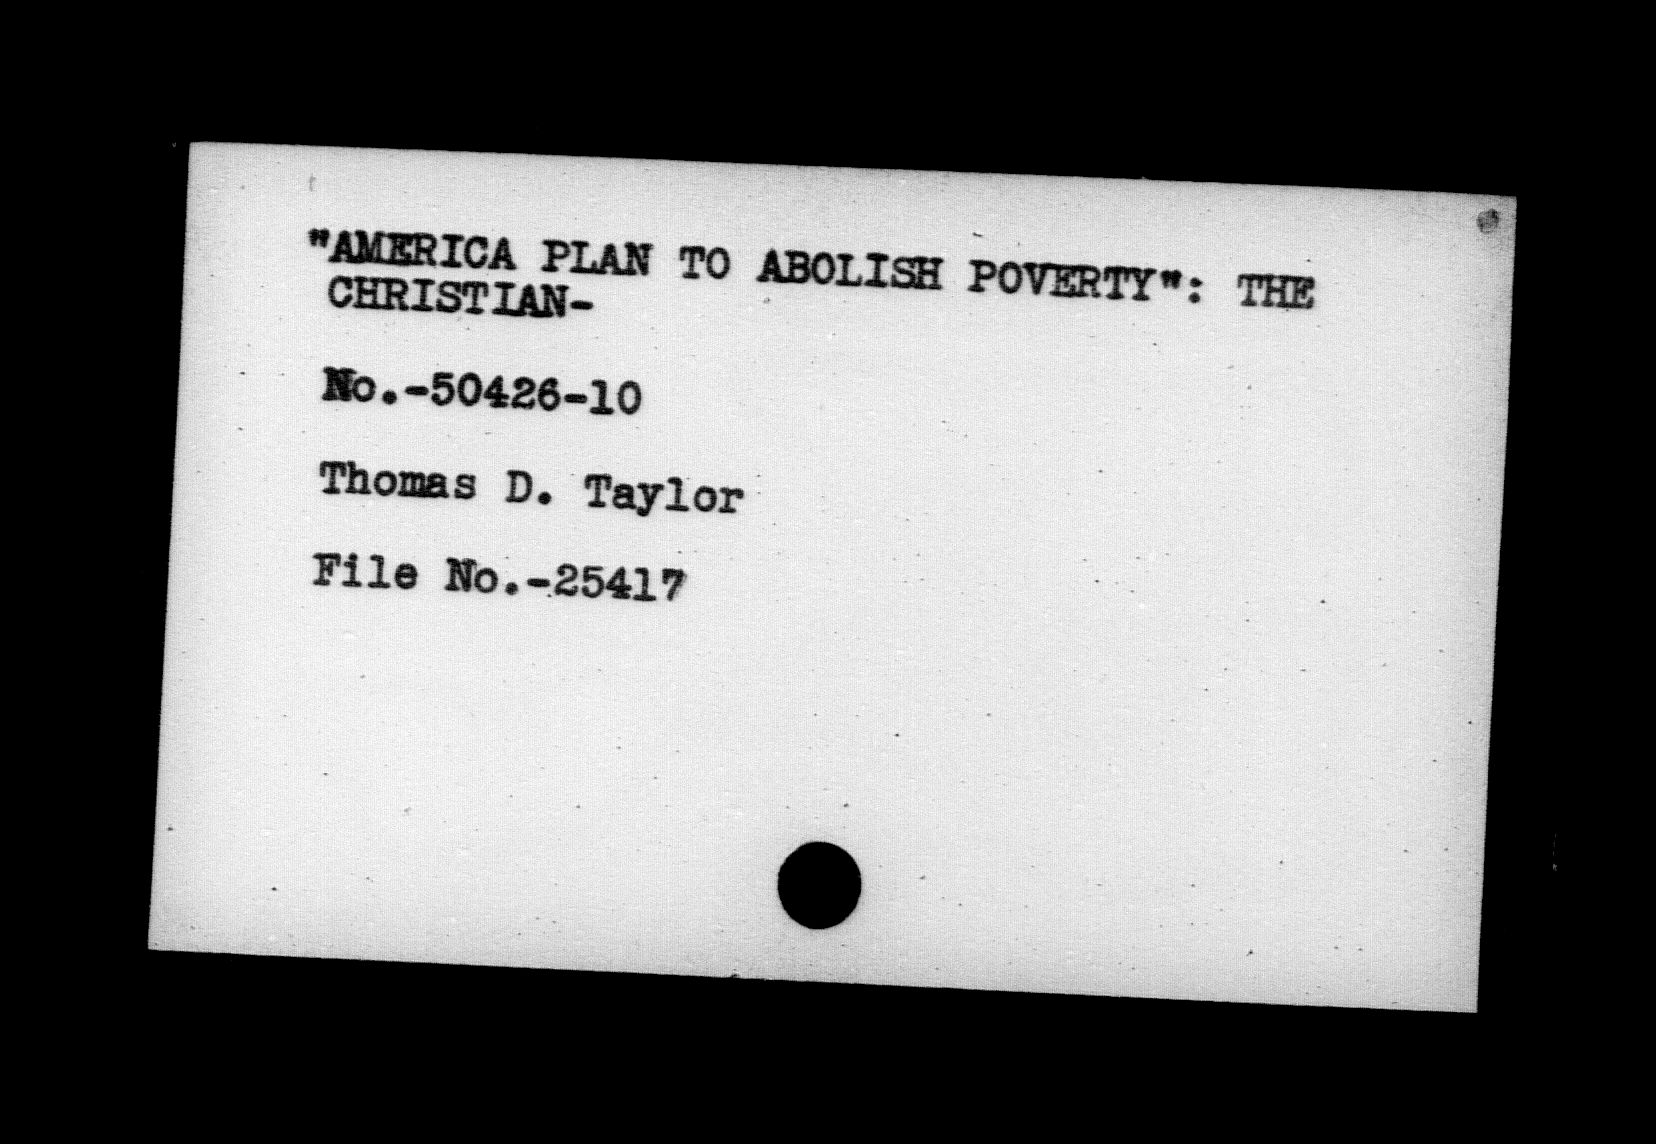 "AMERICA PLAN TO ABOLISH POVERTY": THE
CHRISTIAN-
No.-50426-10
Thomas D. Taylor
File No.-25417